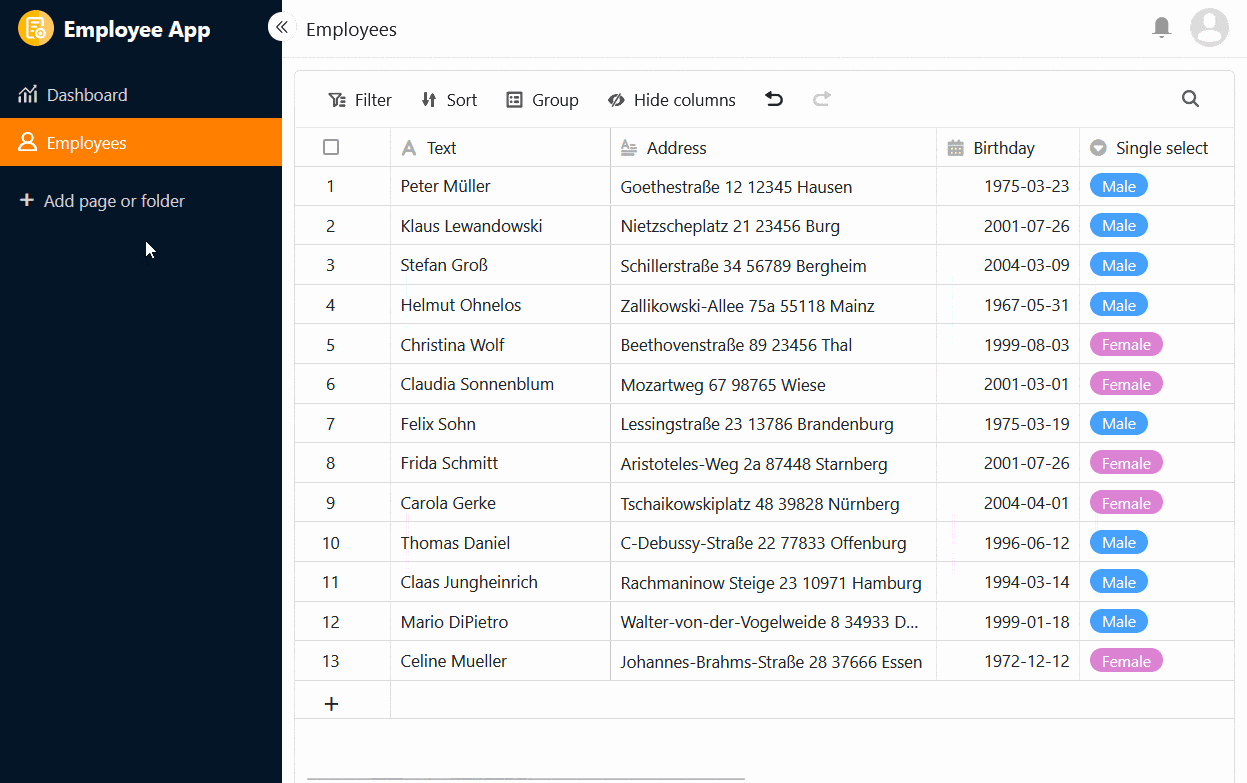 Employee App
Employees
Dashboard
Employees
Add page or folder
Filter Sort Group Hide columns
Text Address Birthday Single select
1 Peter Müller Goethestraße 12 12345 Hausen 1975-03-23 Male
2 Klaus Lewandowski Nietzscheplatz 21 23456 Burg 2001-07-26 Male
3 Stefan Groß Schillerstraße 34 56789 Bergheim 2004-03-09 Male
4 Helmut Ohnelos Zallikowski-Allee 75a 55118 Mainz 1967-05-31 Male
5 Christina Wolf Beethovenstraße 89 23456 Thal 1999-08-03 Female
6 Claudia Sonnenblum Mozartweg 67 98765 Wiese 2001-03-01 Female
7 Felix Sohn Lessingstraße 23 13786 Brandenburg 1975-03-19 Male
8 Frida Schmitt Aristoteles-Weg 2a 87448 Starnberg 2001-07-26 Female
9 Carola Gerke Tschaikowskiplatz 48 39828 Nürnberg 2004-04-01 Female
10 Thomas Daniel C-Debussy-Straße 22 77833 Offenburg 1996-06-12 Male
11 Claas Jungheinrich Rachmaninow Steige 23 10971 Hamburg 1994-03-14 Male
12 Mario DiPietro Walter-von-der-Vogelweide 8 34933 D... 1999-01-18 Male
13 Celine Mueller Johannes-Brahms-Straße 28 37666 Essen 1972-12-12 Female